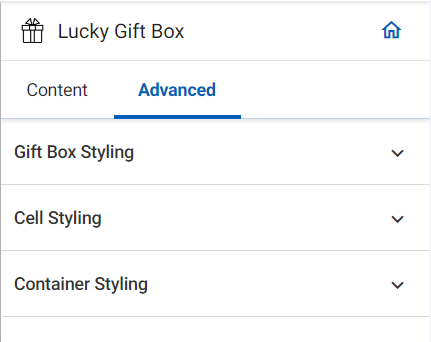 Lucky Gift Box
Content Advanced
Gift Box Styling
Cell Styling
Container Styling